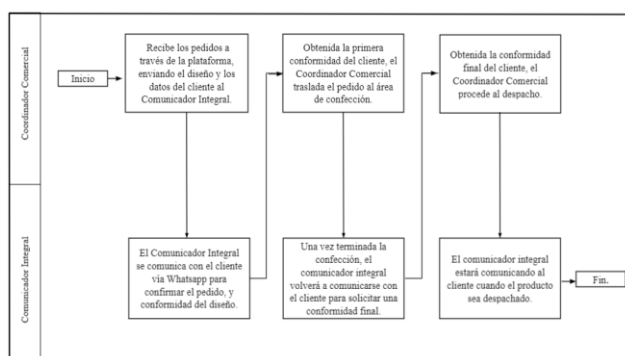 Coordinador Comercial
Inicio
Recibe los pedidos a
través de la plataforma,
enviando el diseño y los
datos del cliente al
Comunicador Integral.
Obtenida la primera
conformidad del cliente, el
Coordinador Comercial
traslada el pedido al área
de confección.
Obtenida la conformidad
final del cliente, el
Coordinador Comercial
procede al despacho.
Comunicador Integral
El Comunicador Integral
se comunica con el cliente
vía Whatsapp para
confirmar el pedido, y
conformidad del diseño.
Una vez terminada la
confección, el
comunicador integral
volverá a comunicarse con
el cliente para solicitar una
conformidad final.
El comunicador integral
estará comunicando al
cliente cuando el producto
sea despachado.
Fin.